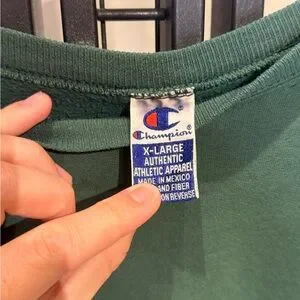 Champion
X-LARGE
AUTHENTIC
ATHLETIC APPAREL
MADE IN MEXICO
AND FIBER
ON REVERSE